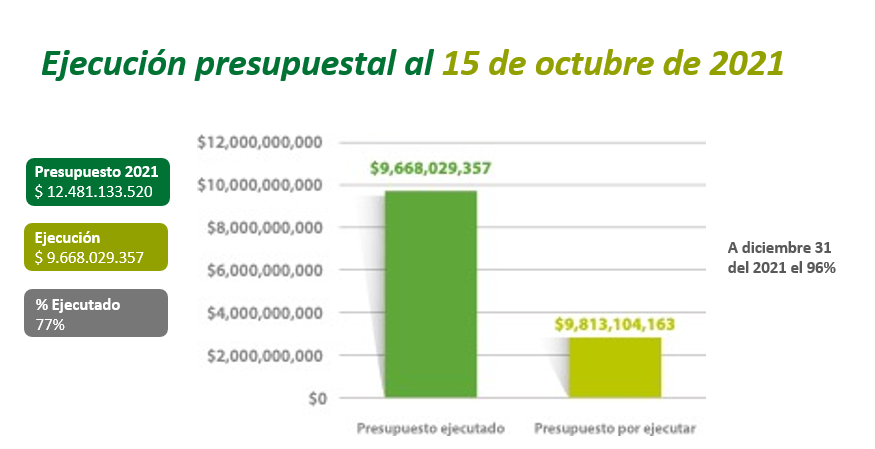 Ejecución presupuestal al 15 de octubre de 2021
Presupuesto 2021
$ 12.481.133.520
Ejecución
$ 9.668.029.357
% Ejecutado
77%
$12,000,000,000
$10,000,000,000
$8,000,000,000
$6,000,000,000
$4,000,000,000
$2,000,000,000
$0
$9,668,029,357
$9,813,104,163
Presupuesto ejecutado
Presupuesto por ejecutar
A diciembre 31
del 2021 el 96%